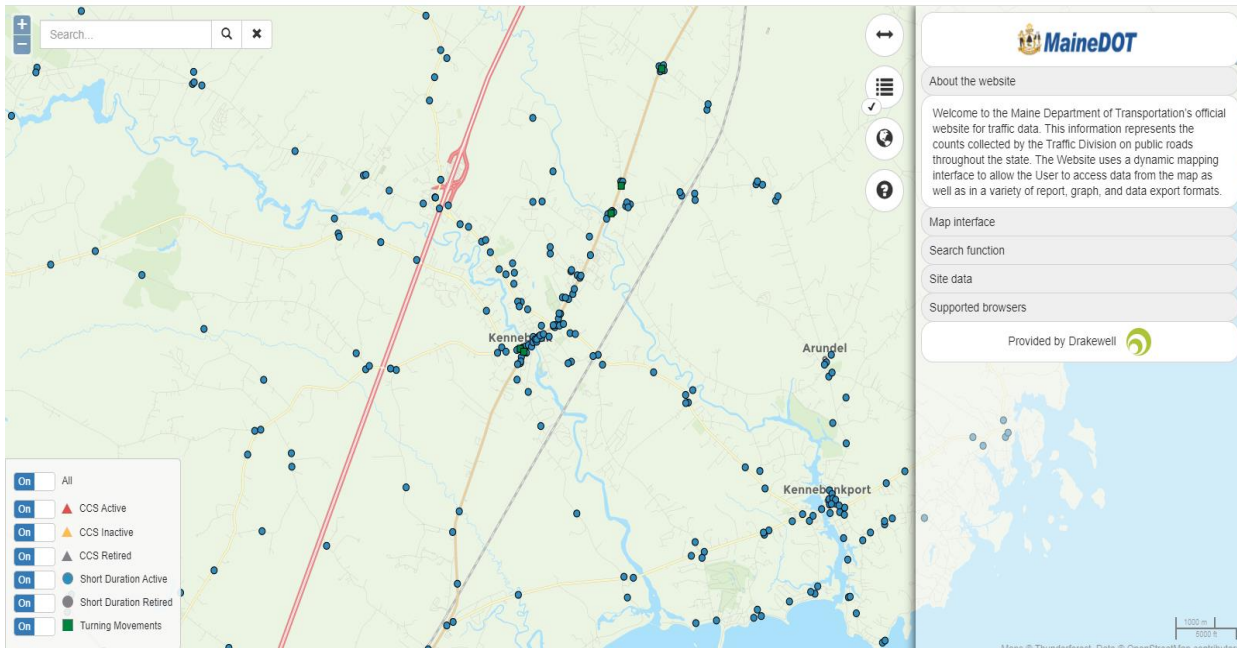 +
−
Search...
Kennebunk
Arundel
Kennebunkport
On All
On CCS Active
On CCS Inactive
On CCS Retired
On Short Duration Active
On Short Duration Retired
On Turning Movements
MaineDOT
About the website
Welcome to the Maine Department of Transportation's official
website for traffic data. This information represents the
counts collected by the Traffic Division on public roads
throughout the state. The Website uses a dynamic mapping
interface to allow the User to access data from the map as
well as in a variety of report, graph, and data export formats.
Map interface
Search function
Site data
Supported browsers
Provided by Drakewell
1000 m
5000 ft
Maps © Thunderforest, Data © OpenStreetMap contributors